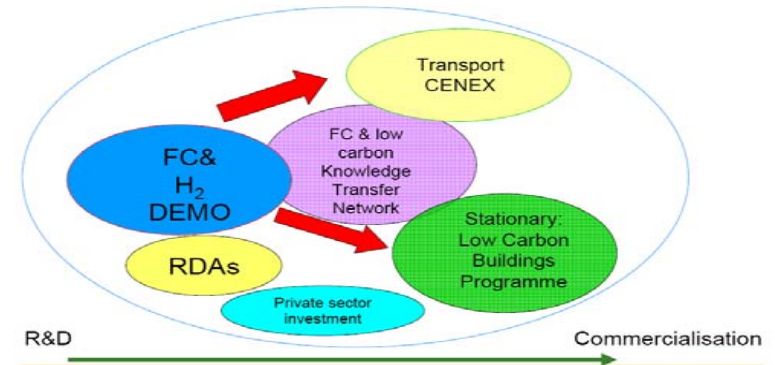 Transport
CENEX
FC & low
carbon
Knowledge
Transfer
Network
FC&
H₂
DEMO
Stationary:
Low Carbon
Buildings
Programme
RDAs
Private sector
investment
R&D
Commercialisation